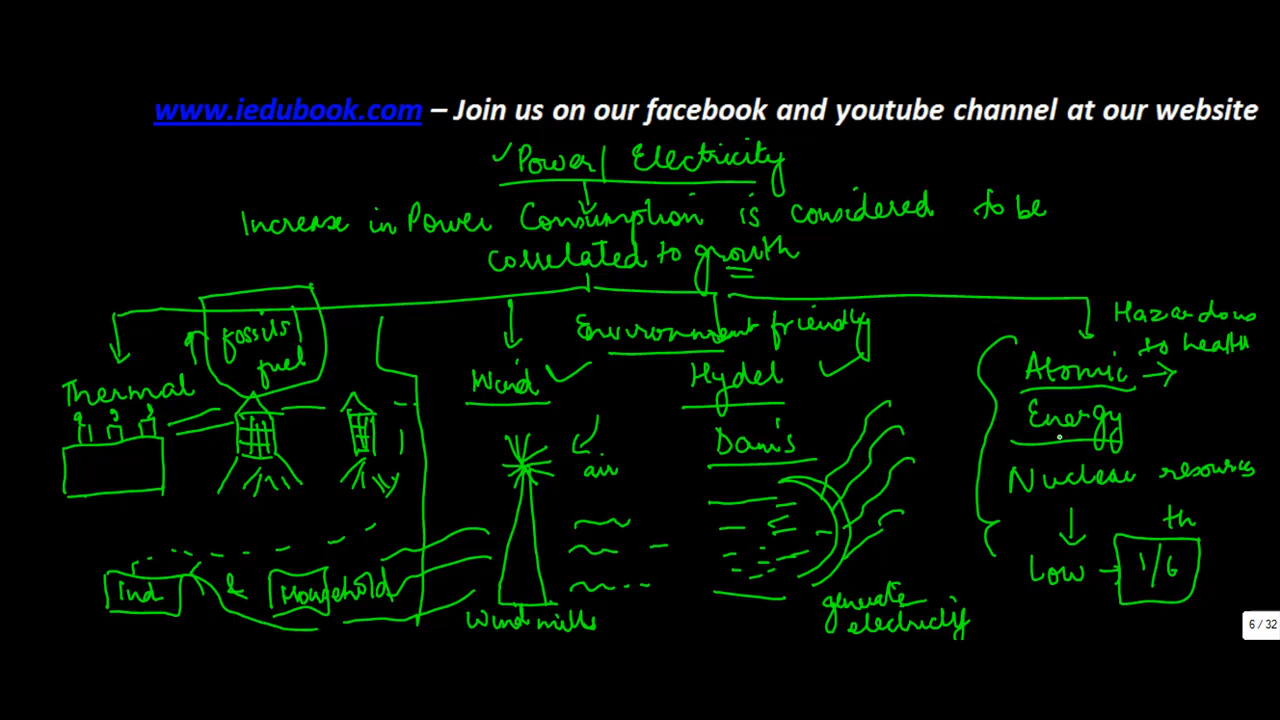 www.iedubook.com – Join us on our facebook and youtube channel at our website
Power/ Electricity
Increase in Power Consumption is considered to be
correlated to growth
fossils
fuel
Environment friendly
Hazardous
to health
Thermal
Wind
Hydel
Atomic
Energy
air
Dams
Nuclear resources
Low
1/6
th
Ind & Household
Wind mills
generate
electricity
6 / 32